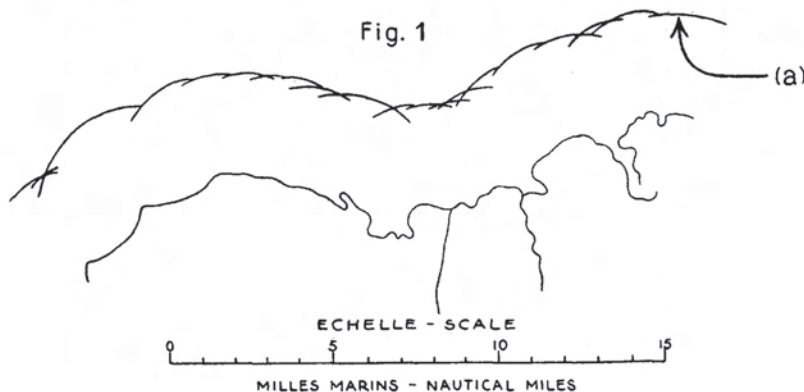 Fig. 1
(a)
ECHELLE - SCALE
0 5 10 15
MILLES MARINS - NAUTICAL MILES